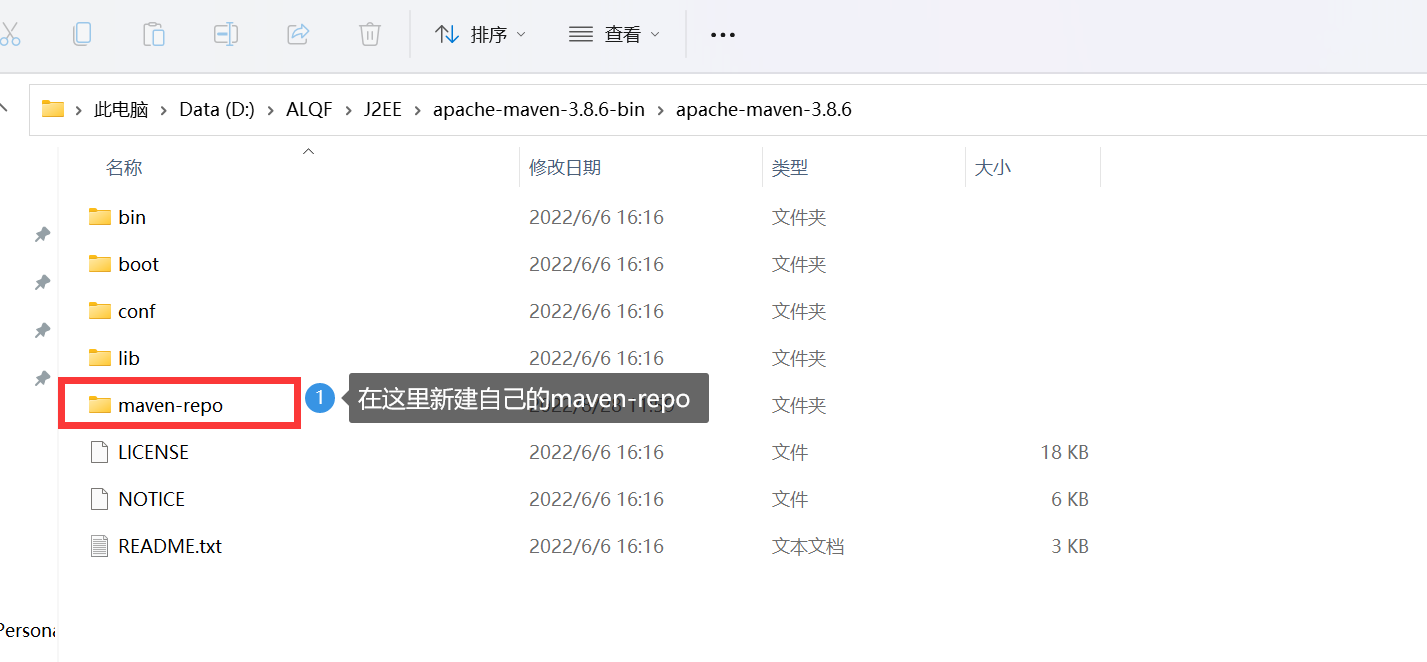 排序 查看
此电脑 Data (D:) ALQF J2EE apache-maven-3.8.6-bin apache-maven-3.8.6
名称 修改日期 类型 大小
bin 2022/6/6 16:16 文件夹
boot 2022/6/6 16:16 文件夹
conf 2022/6/6 16:16 文件夹
lib 2022/6/6 16:16 文件夹
maven-repo 1 在这里新建自己的maven-repo 文件夹
LICENSE 2022/6/6 16:16 文件 18 KB
NOTICE 2022/6/6 16:16 文件 6 KB
README.txt 2022/6/6 16:16 文本文档 3 KB
Persona